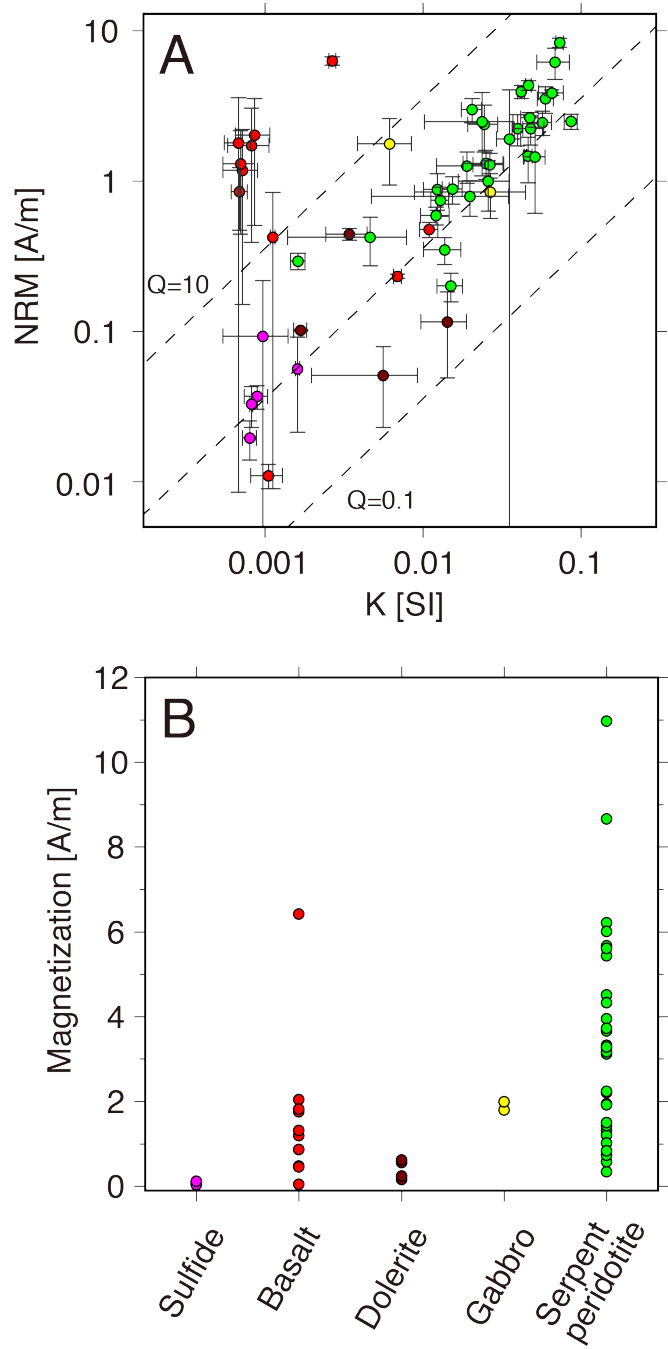 A
10
1
0.1
0.01
NRM [A/m]
Q=10
Q=0.1
0.001
0.01
0.1
K [SI]
B
12
10
8
6
4
2
0
Magnetization [A/m]
Sulfide
Basalt
Dolerite
Gabbro
Serpent
peridotite